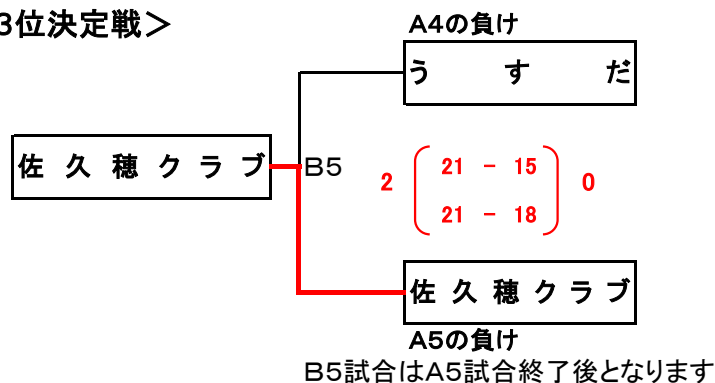 3位決定戦＞
A4の負け
うすだ
佐久穂クラブ
B5
2 21 - 15 0
21 - 18
佐久穂クラブ
A5の負け
B5試合はA5試合終了後となります